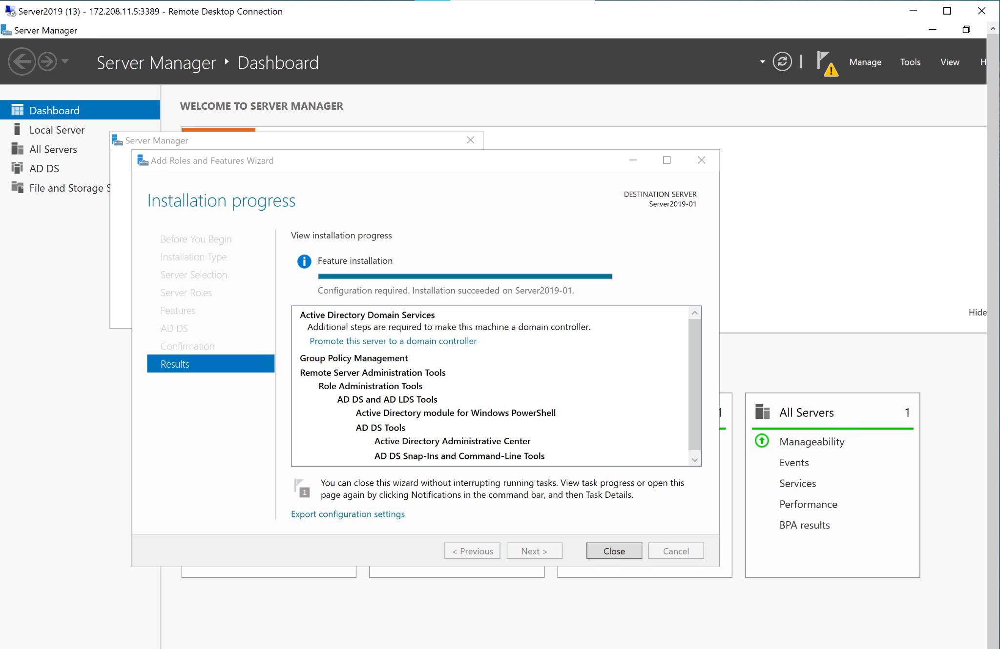 Server2019 (13) - 172.208.11.5:3389 - Remote Desktop Connection
Server Manager
Server Manager
Dashboard
Manage
Tools
View
H
Dashboard
Local Server
All Servers
AD DS
File and Storage S
WELCOME TO SERVER MANAGER
Server Manager
Add Roles and Features Wizard
Installation progress
DESTINATION SERVER
Server2019-01
Before You Begin
Installation Type
Server Selection
Server Roles
Features
AD DS
Confirmation
Results
View installation progress
Feature installation
Configuration required. Installation succeeded on Server2019-01.
Active Directory Domain Services
Additional steps are required to make this machine a domain controller.
Promote this server to a domain controller
Group Policy Management
Remote Server Administration Tools
Role Administration Tools
AD DS and AD LDS Tools
Active Directory module for Windows PowerShell
AD DS Tools
Active Directory Administrative Center
AD DS Snap-Ins and Command-Line Tools
1
You can close this wizard without interrupting running tasks. View task progress or open this
page again by clicking Notifications in the command bar, and then Task Details.
Export configuration settings
< Previous
Next >
Close
Cancel
Hide
1
All Servers
1
Manageability
Events
Services
Performance
BPA results